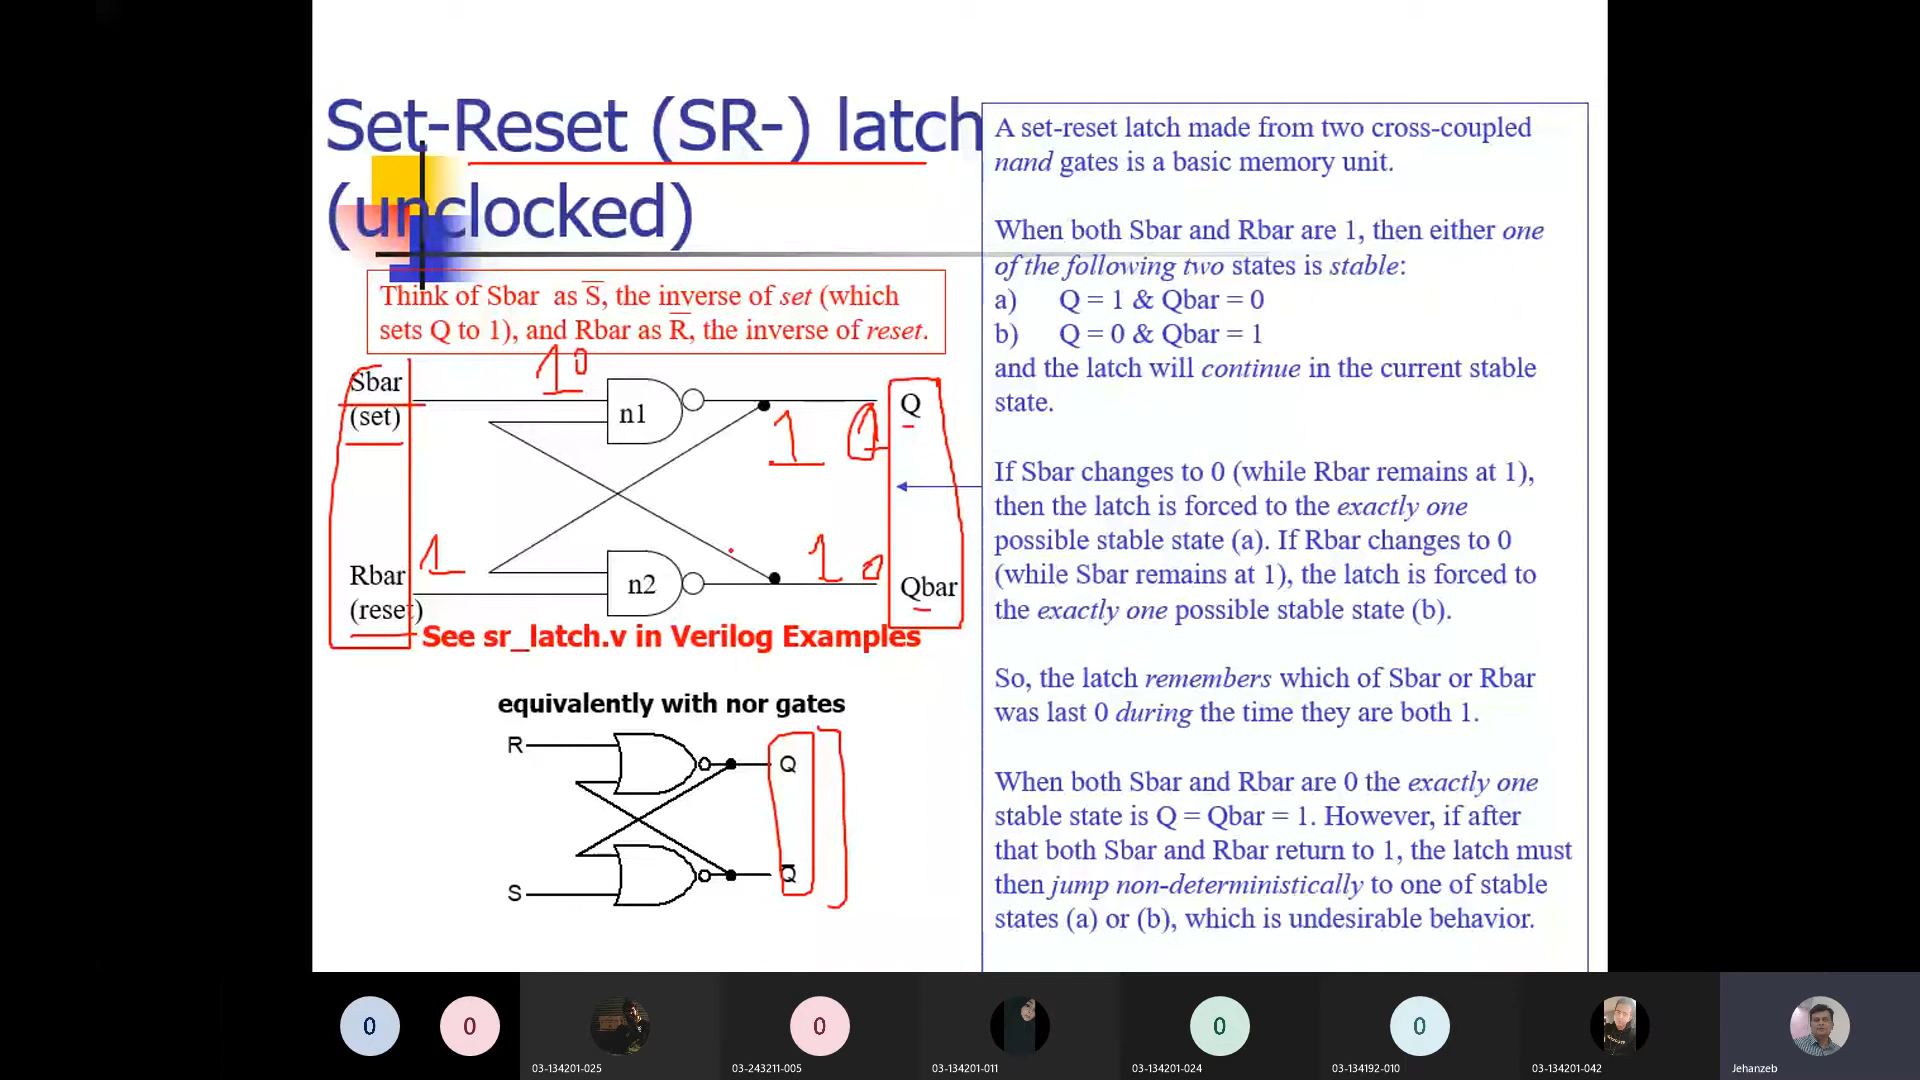 Set-Reset (SR-) latch
(unclocked)
Think of Sbar as S̅, the inverse of set (which
sets Q to 1), and Rbar as R̅, the inverse of reset.
1 0
Sbar
(set)
n1
Q
1
Rbar
(reset)
1
n2
1 0
Qbar
See sr_latch.v in Verilog Examples
equivalently with nor gates
R
Q
S
Q̅
A set-reset latch made from two cross-coupled
nand gates is a basic memory unit.
When both Sbar and Rbar are 1, then either one
of the following two states is stable:
a) Q = 1 & Qbar = 0
b) Q = 0 & Qbar = 1
and the latch will continue in the current stable
state.
If Sbar changes to 0 (while Rbar remains at 1),
then the latch is forced to the exactly one
possible stable state (a). If Rbar changes to 0
(while Sbar remains at 1), the latch is forced to
the exactly one possible stable state (b).
So, the latch remembers which of Sbar or Rbar
was last 0 during the time they are both 1.
When both Sbar and Rbar are 0 the exactly one
stable state is Q = Qbar = 1. However, if after
that both Sbar and Rbar return to 1, the latch must
then jump non-deterministically to one of stable
states (a) or (b), which is undesirable behavior.
0
0
0
0
0
03-134201-025
03-243211-005
03-134201-011
03-134201-024
03-134192-010
03-134201-042
Jehanzeb